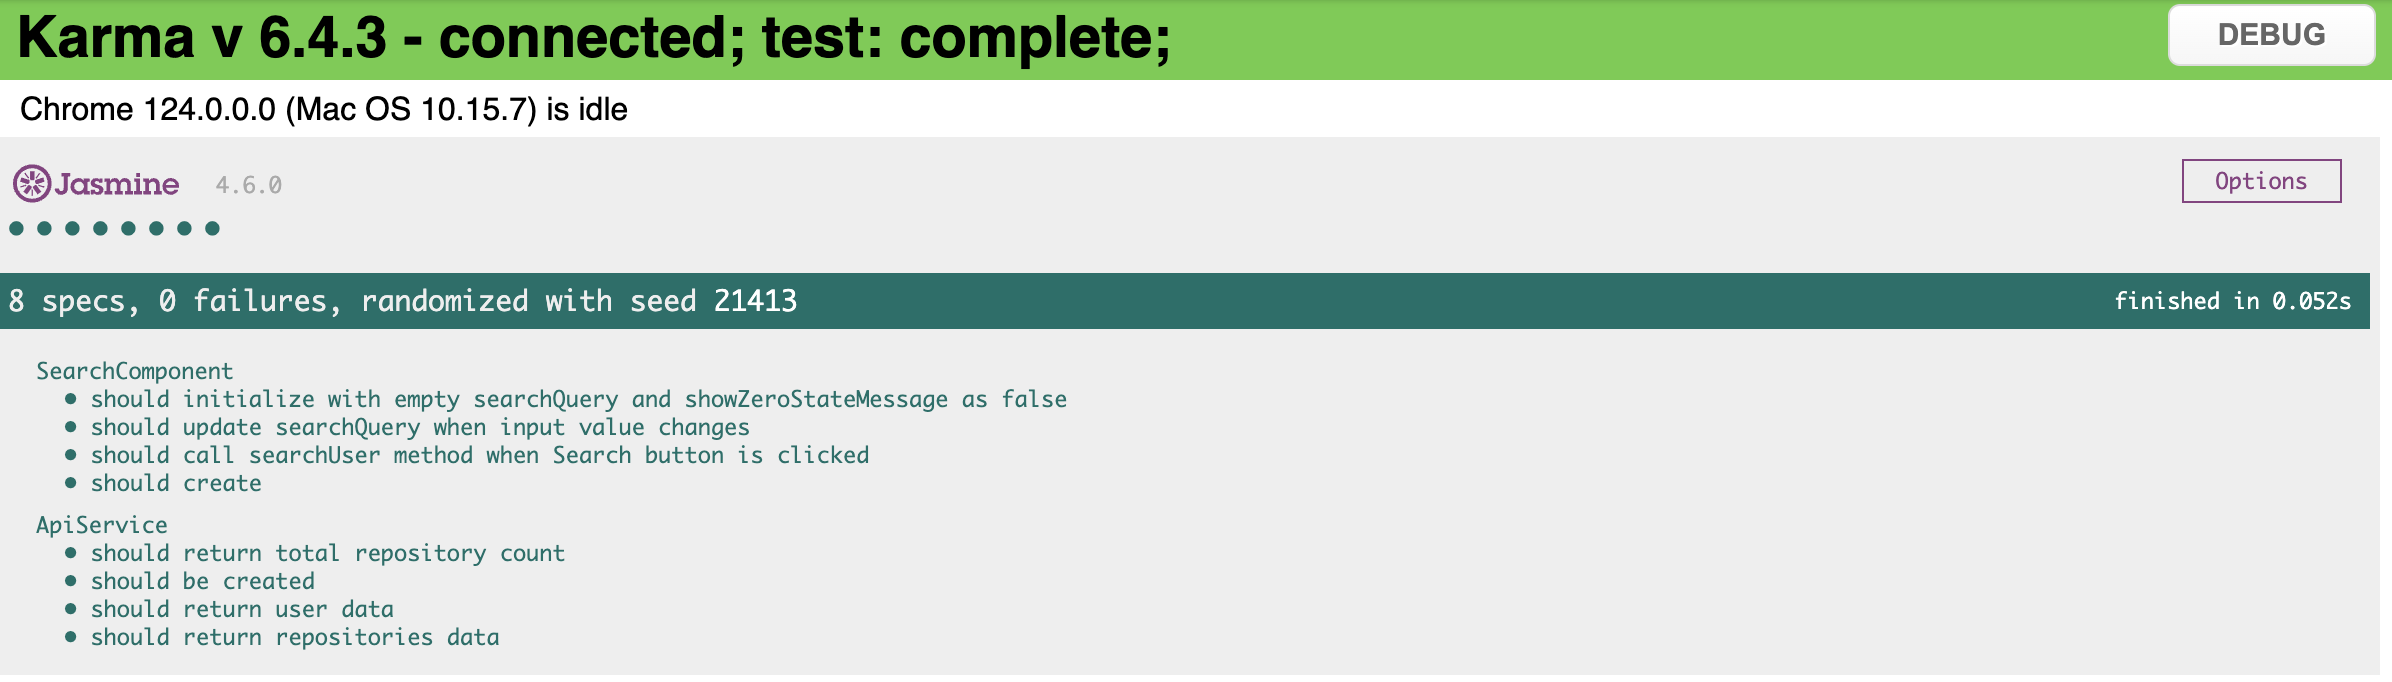 Karma v 6.4.3 - connected; test: complete;
DEBUG
Chrome 124.0.0.0 (Mac OS 10.15.7) is idle
Jasmine 4.6.0
Options
8 specs, 0 failures, randomized with seed 21413
finished in 0.052s
SearchComponent
• should initialize with empty searchQuery and showZeroStateMessage as false
• should update searchQuery when input value changes
• should call searchUser method when Search button is clicked
• should create
ApiService
• should return total repository count
• should be created
• should return user data
• should return repositories data